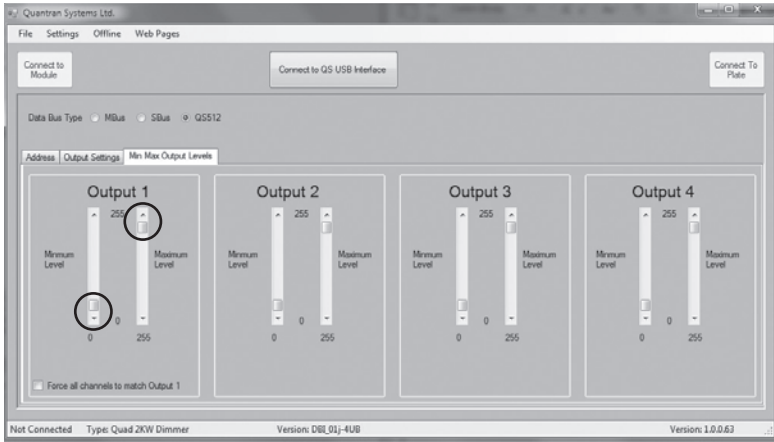 Quantran Systems Ltd.
File Settings Offline Web Pages
Connect to Module
Connect to QS USB Interface
Connect To Plate
Data Bus Type MBus SBus QS512
Address Output Settings Min Max Output Levels
Output 1
255
Minmum Level
Maximum Level
0
0 255
Force all channels to match Output 1
Output 2
255
Minmum Level
Maximum Level
0
0 255
Output 3
255
Minmum Level
Maximum Level
0
0 255
Output 4
255
Minmum Level
Maximum Level
0
0 255
Not Connected Type: Quad 2KW Dimmer Version: DBI_01j-4UB Version: 1.0.0.63